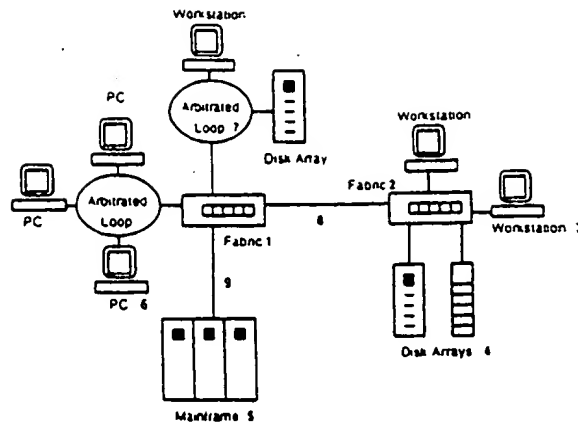 Workstation
PC
Arbitrated
Loop 7
Disk Array
Workstation
PC
Arbitrated
Loop
Fabric 2
Workstation
Fabric 1
8
PC 6
9
Disk Arrays 4
Mainframe 5